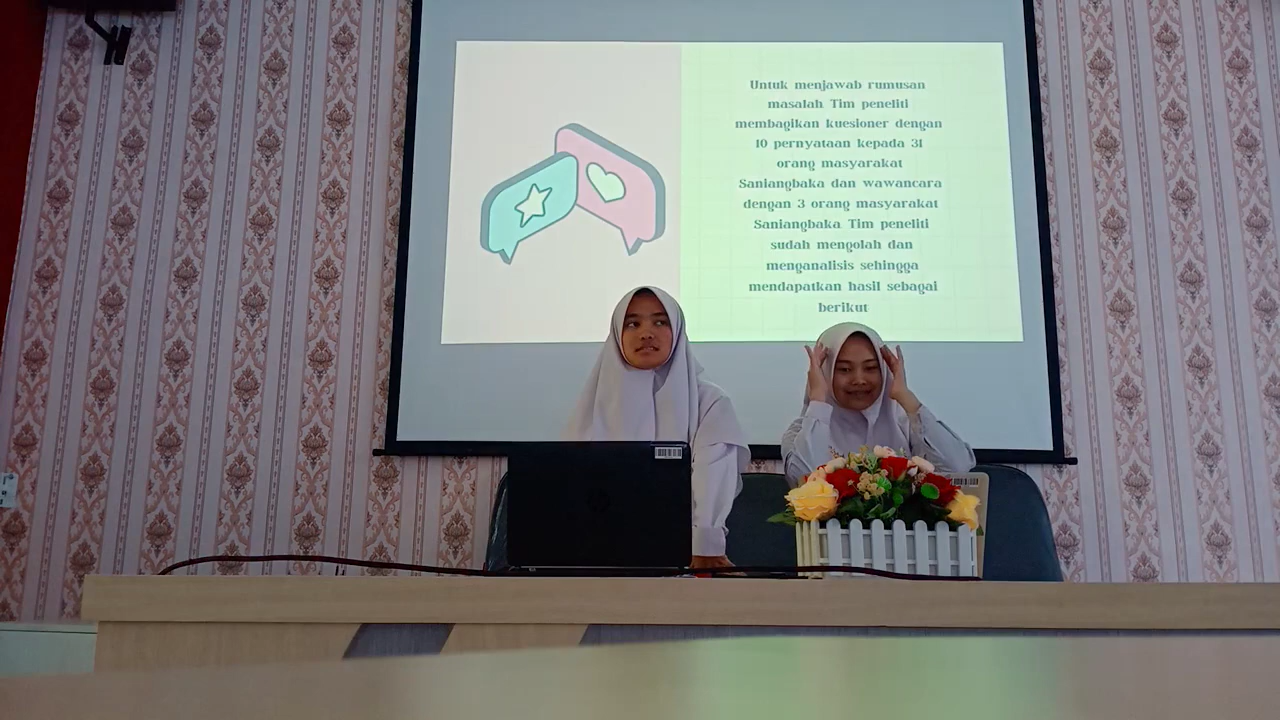 Untuk menjawab rumusan
masalah Tim peneliti
membagikan kuesioner dengan
10 pernyataan kepada 31
orang masyarakat
Saniangbaka dan wawancara
dengan 3 orang masyarakat
Saniangbaka Tim peneliti
sudah mengolah dan
menganalisis sehingga
mendapatkan hasil sebagai
berikut